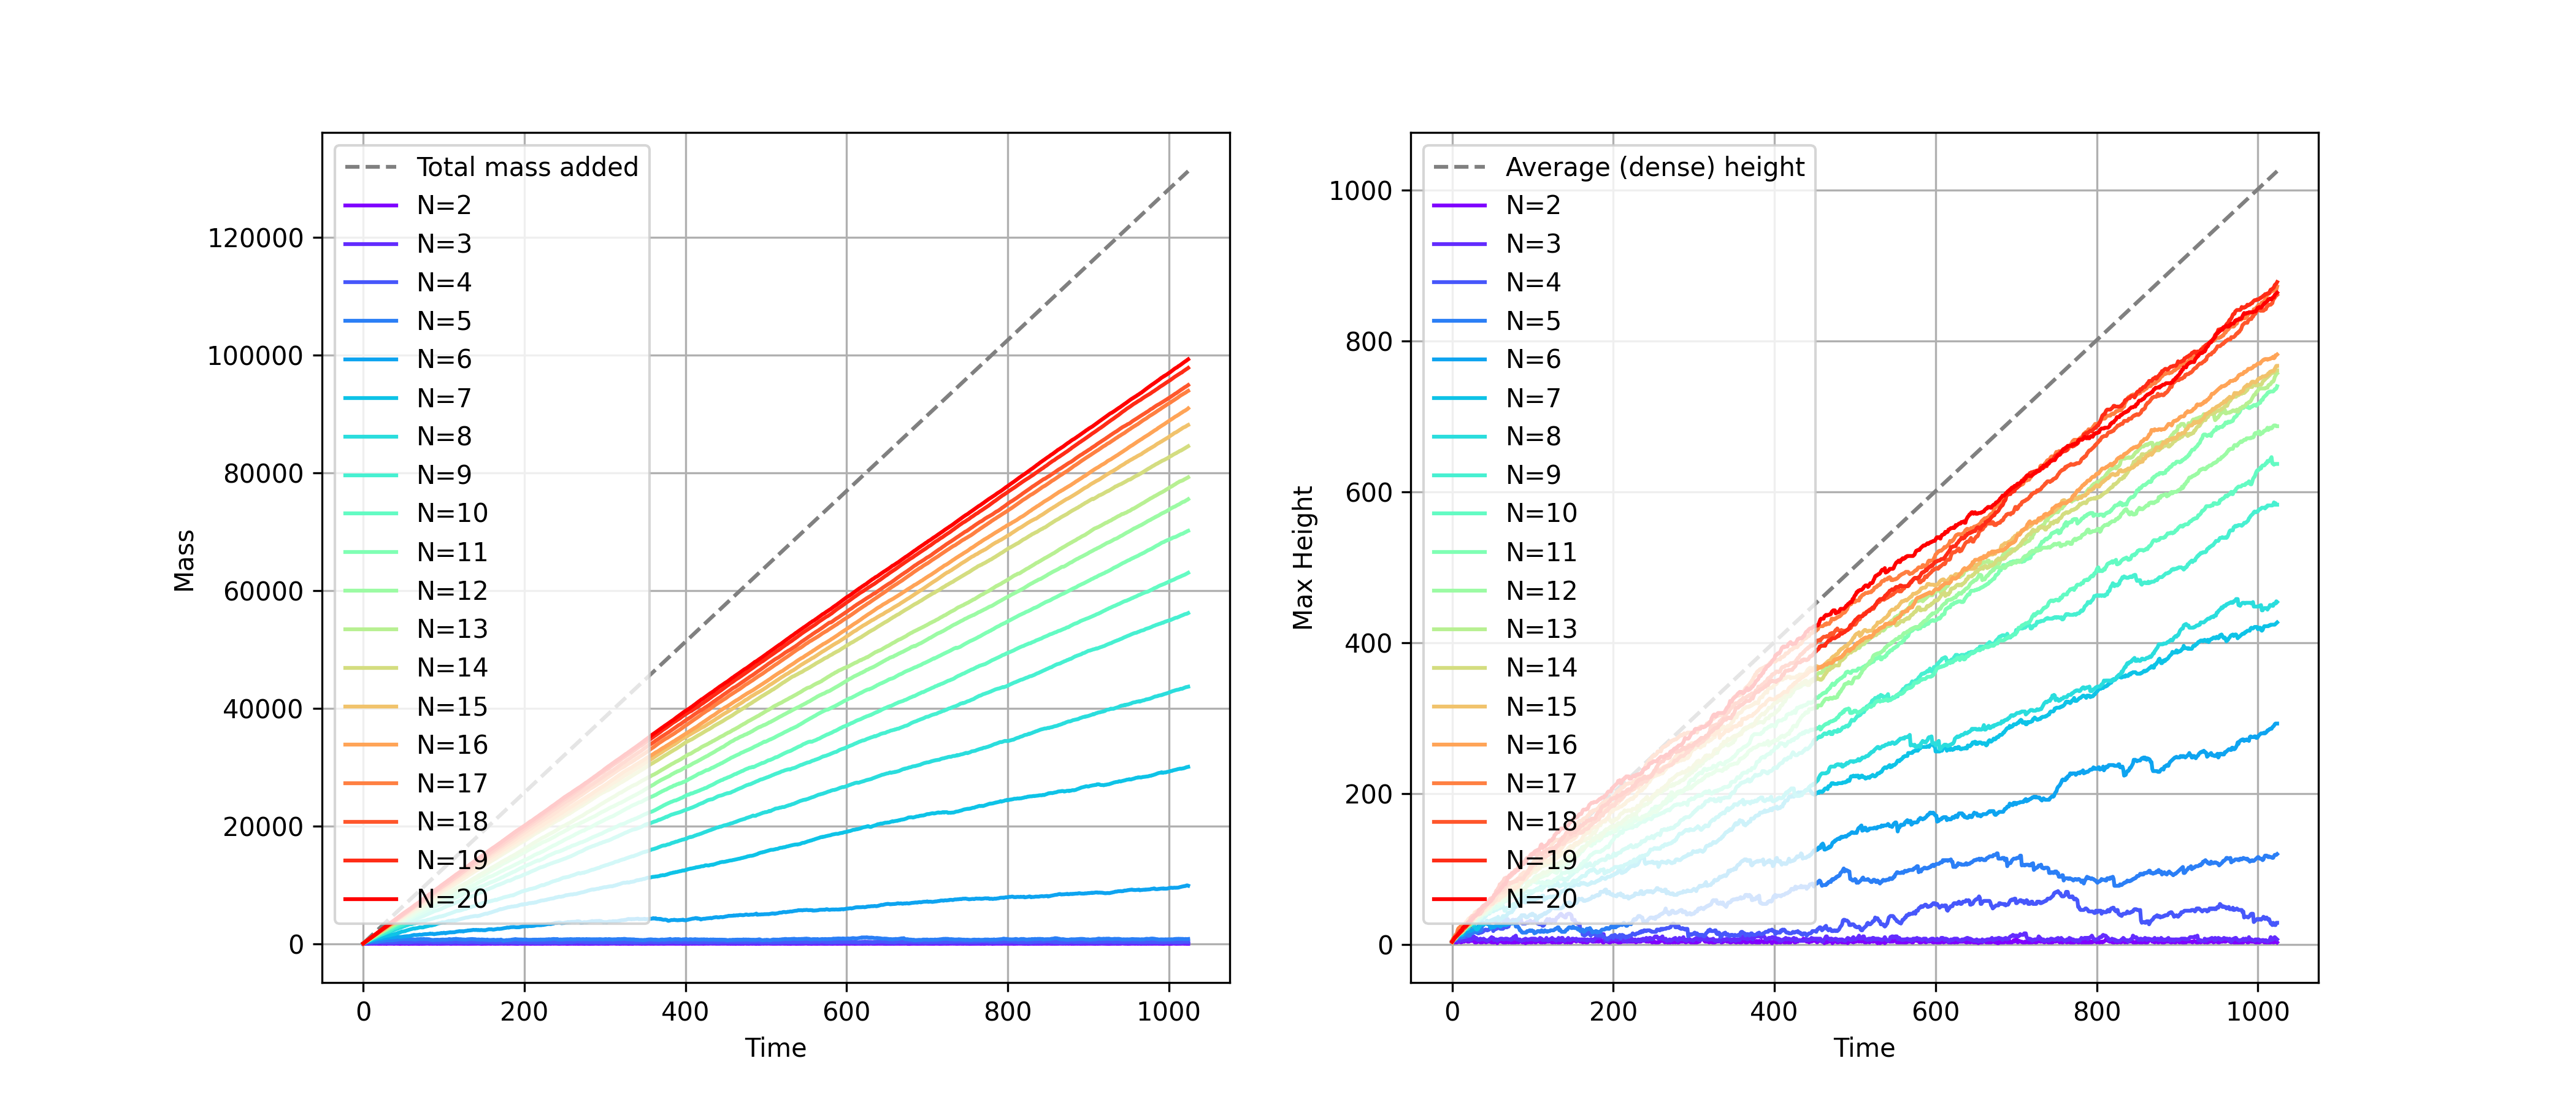 Total mass added
N=2
N=3
N=4
N=5
N=6
N=7
N=8
N=9
N=10
N=11
N=12
N=13
N=14
N=15
N=16
N=17
N=18
N=19
N=20
120000
100000
80000
60000
40000
20000
0
Mass
0 200 400 600 800 1000
Time
Average (dense) height
N=2
N=3
N=4
N=5
N=6
N=7
N=8
N=9
N=10
N=11
N=12
N=13
N=14
N=15
N=16
N=17
N=18
N=19
N=20
1000
800
600
400
200
0
Max Height
0 200 400 600 800 1000
Time